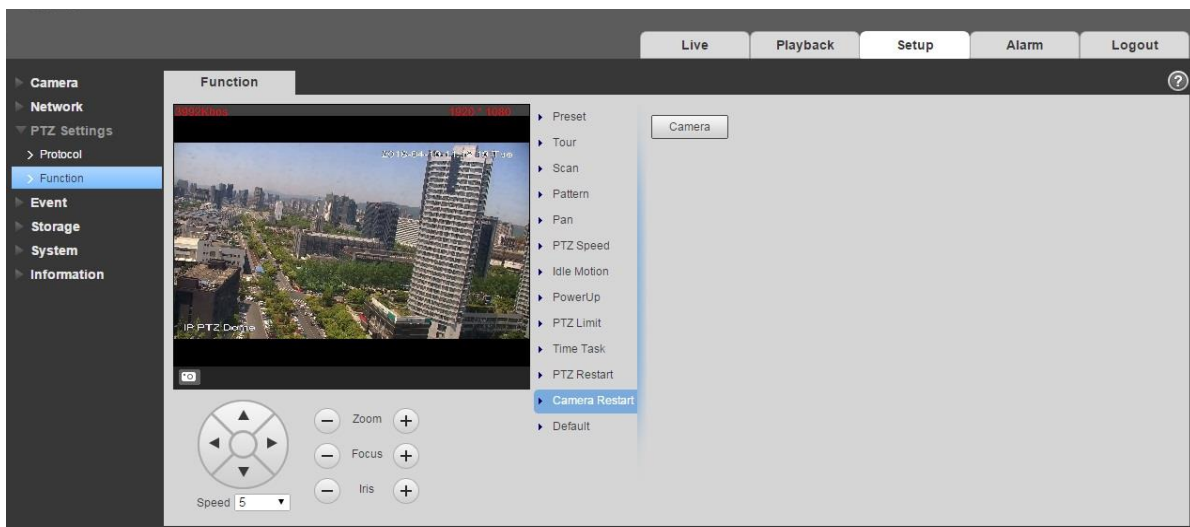 Live Playback Setup Alarm Logout
Camera
Network
PTZ Settings
Protocol
Function
Event
Storage
System
Information
Function
?
3992Kbps 1920 * 1080
IP PTZ Dome
Speed 5
Zoom
Focus
Iris
Preset
Tour
Scan
Pattern
Pan
PTZ Speed
Idle Motion
PowerUp
PTZ Limit
Time Task
PTZ Restart
Camera Restart
Default
Camera